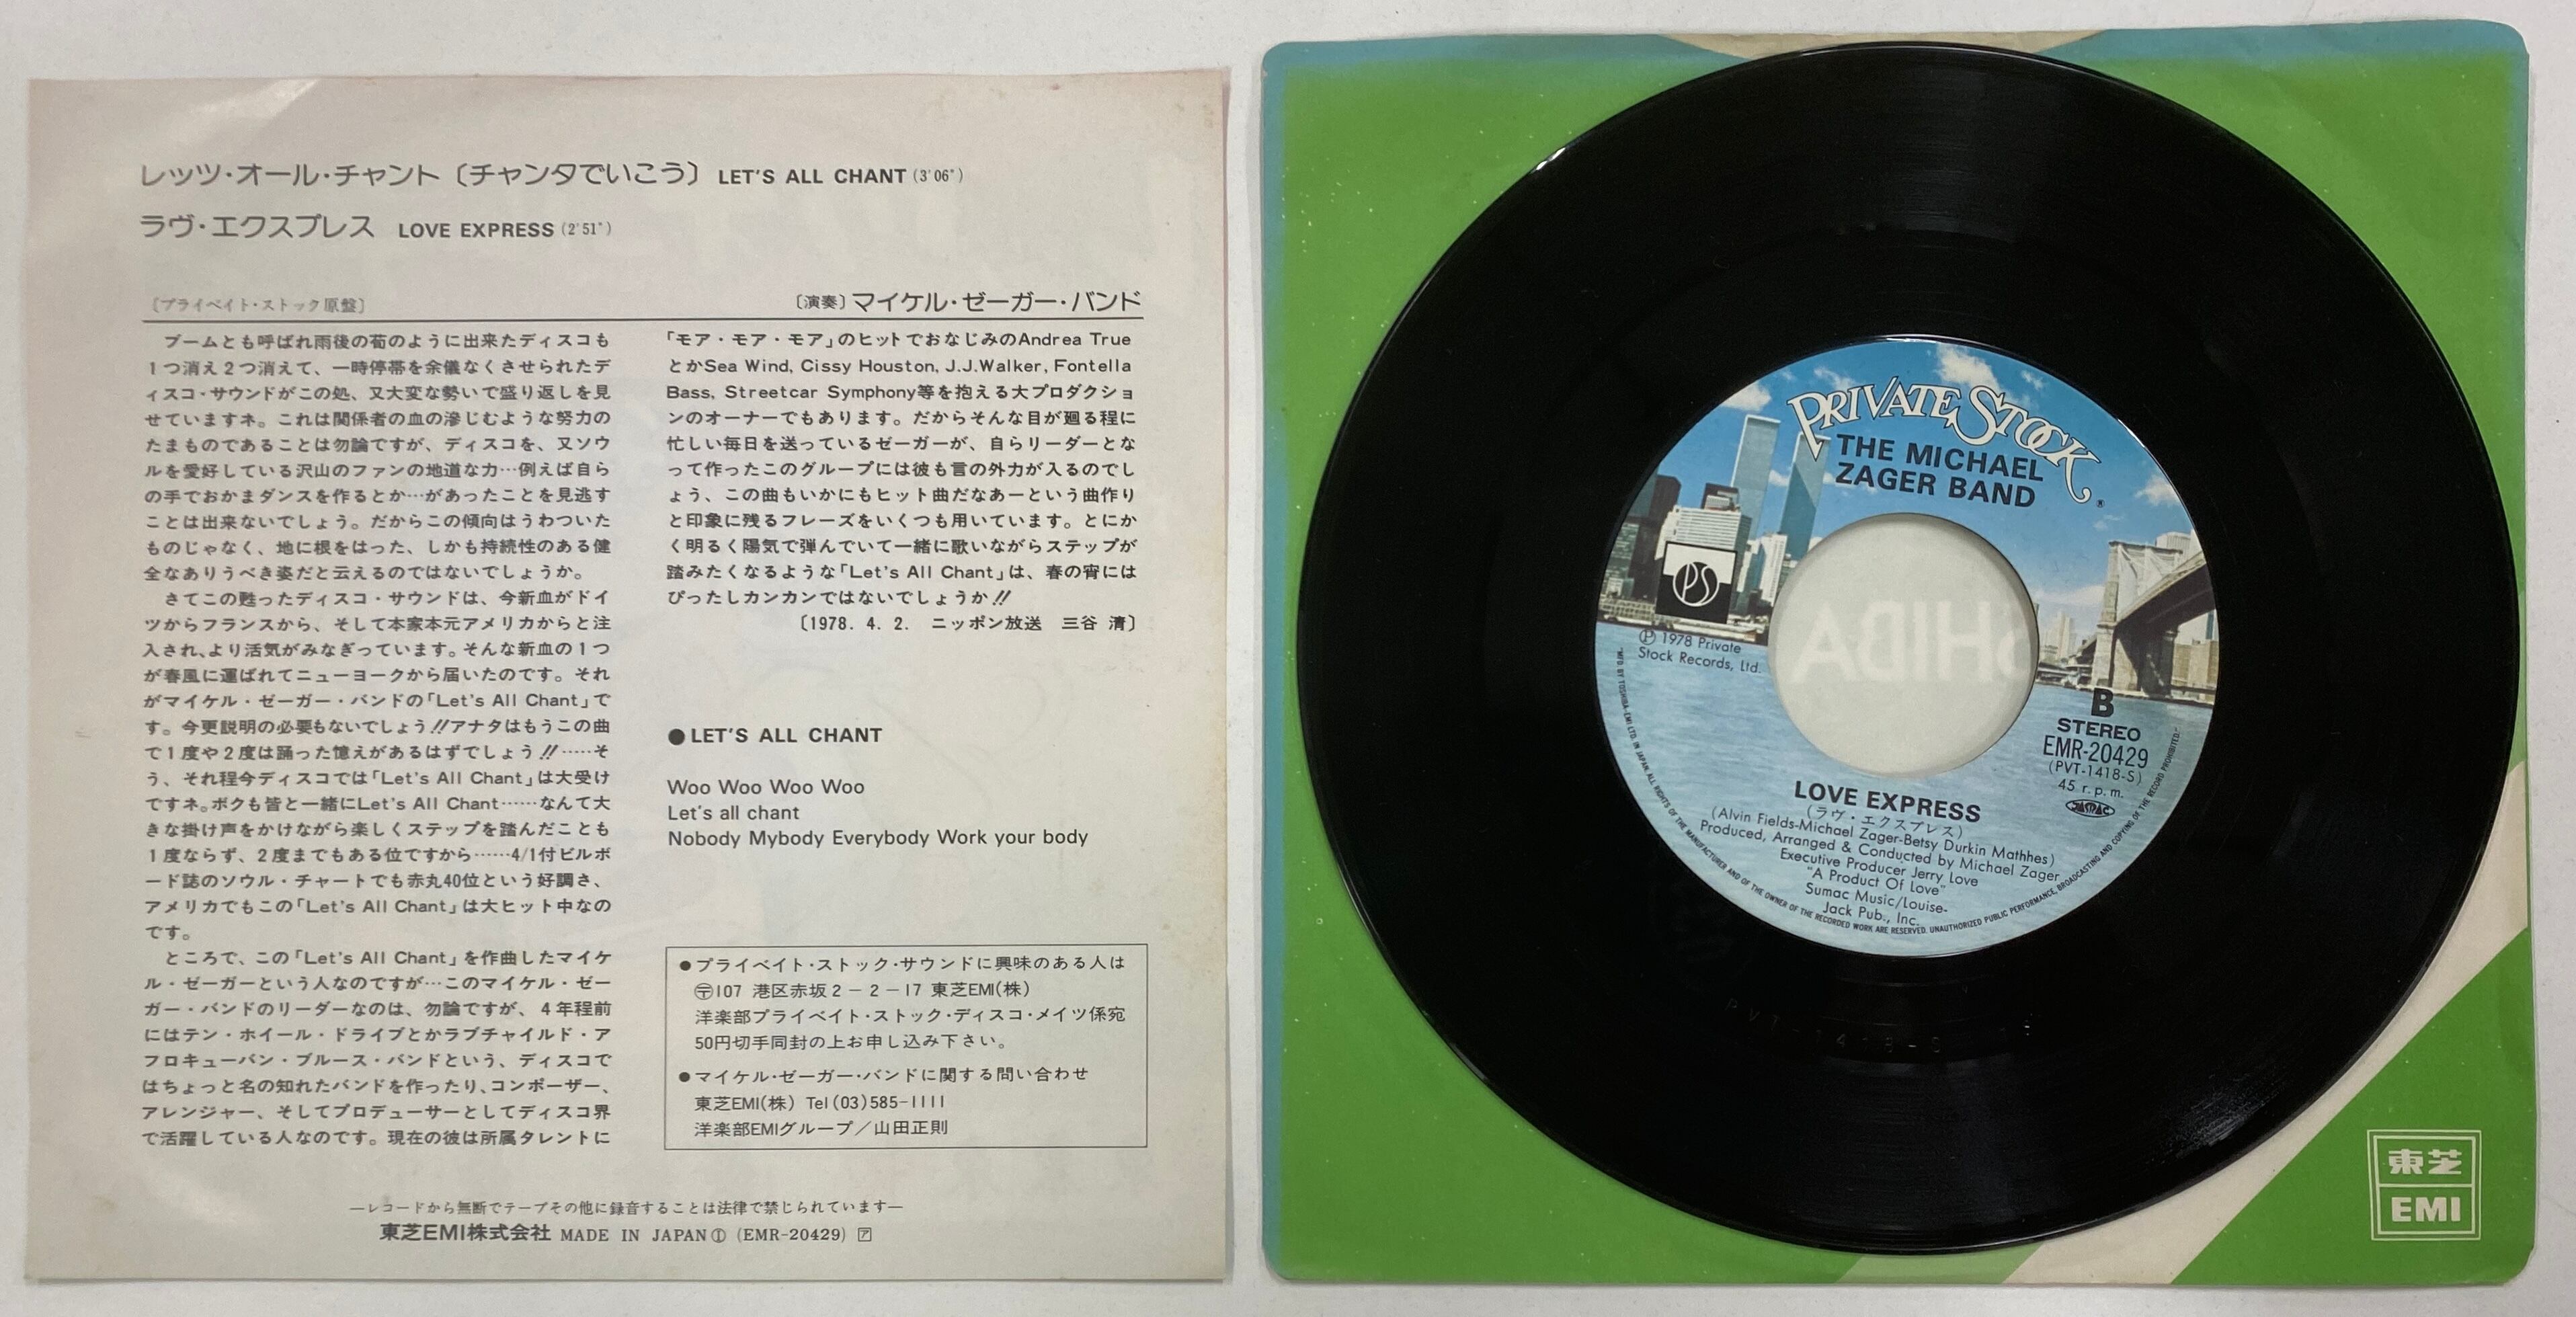 レッツ・オール・チャント〔チャンタでいこう〕 LET'S ALL CHANT (3'06")
ラヴ・エクスプレス LOVE EXPRESS (2'51")
〔プライベイト・ストック原盤〕
〔演奏〕マイケル・ゼーガー・バンド
ブームとも呼ばれ雨後の荀のように出来たディスコも
1つ消え2つ消えて、一時停帯を余儀なくさせられたデ
ィスコ・サウンドがこの処、又大変な勢いで盛り返しを見
せていますネ。これは関係者の血の滲じむような努力の
たまものであることは勿論ですが、ディスコを、又ソウ
ルを愛好している沢山のファンの地道な力…例えば自ら
の手でおかまダンスを作るとか…があったことを見逃す
ことは出来ないでしょう。だからこの傾向はうわついた
ものじゃなく、地に根をはった、しかも持続性のある健
全なありうべき姿だと云えるのではないでしょうか。
さてこの甦ったディスコ・サウンドは、今新血がドイ
ツからフランスから、そして本家本元アメリカからと注
入され、より活気がみなぎっています。そんな新血の1つ
が春風に運ばれてニューヨークから届いたのです。それ
がマイケル・ゼーガー・バンドの「Let's All Chant」で
す。今更説明の必要もないでしょう!!アナタはもうこの曲
で1度や2度は踊った憶えがあるはずでしょう!!……そ
う、それ程今ディスコでは「Let's All Chant」は大受け
ですネ。ボクも皆と一緒にLet's All Chant……なんて大
きな掛け声をかけながら楽しくステップを踏んだことも
1度ならず、2度までもある位ですから……4/1付ビルボ
ード誌のソウル・チャートでも赤丸40位という好調さ、
アメリカでもこの「Let's All Chant」は大ヒット中なの
です。
ところで、この「Let's All Chant」を作曲したマイケ
ル・ゼーガーという人なのですが…このマイケル・ゼー
ガー・バンドのリーダーなのは、勿論ですが、4年程前
にはテン・ホイール・ドライブとかラブチャイルド・ア
フロキューバン・ブルース・バンドという、ディスコで
はちょっと名の知れたバンドを作ったり、コンポーザー、
アレンジャー、そしてプロデューサーとしてディスコ界
で活躍している人なのです。現在の彼は所属タレントに
「モア・モア・モア」のヒットでおなじみのAndrea True
とかSea Wind, Cissy Houston, J.J.Walker, Fontella
Bass, Streetcar Symphony等を抱える大プロダクショ
ンのオーナーでもあります。だからそんな目が廻る程に
忙しい毎日を送っているゼーガーが、自らリーダーとな
って作ったこのグループには彼も言の外力が入るのでし
ょう、この曲もいかにもヒット曲だなあーという曲作り
と印象に残るフレーズをいくつも用いています。とにか
く明るく陽気で弾んでいて一緒に歌いながらステップが
踏みたくなるような「Let's All Chant」は、春の宵には
ぴったしカンカンではないでしょうか!!
〔1978. 4. 2. ニッポン放送 三谷 清〕
●LET'S ALL CHANT
Woo Woo Woo Woo
Let's all chant
Nobody Mybody Everybody Work your body
●プライベイト・ストック・サウンドに興味のある人は
〒107 港区赤坂2-2-17 東芝EMI(株)
洋楽部プライベイト・ストック・ディスコ・メイツ係宛
50円切手同封の上お申し込み下さい。
●マイケル・ゼーガー・バンドに関する問い合わせ
東芝EMI(株) Tel (03)585-1111
洋楽部EMIグループ／山田正則
—レコードから無断でテープその他に録音することは法律で禁じられています—
東芝EMI株式会社 MADE IN JAPAN Ⓘ (EMR-20429) ア
PRIVATE STOCK®
THE MICHAEL
ZAGER BAND
PS
Ⓟ 1978 Private
Stock Records, Ltd.
SHIBA
B
STEREO
EMR-20429
(PVT-1418-S)
45 r.p.m.
JASRAC
LOVE EXPRESS
(ラヴ・エクスプレス)
(Alvin Fields-Michael Zager-Betsy Durkin Mathhes)
Produced, Arranged & Conducted by Michael Zager
Executive Producer Jerry Love
"A Product Of Love"
Sumac Music/Louise-
Jack Pub., Inc.
"MF'D BY TOSHIBA-EMI LTD. IN JAPAN. ALL RIGHTS OF THE MANUFACTURER AND OF THE OWNER OF THE RECORDED WORK ARE RESERVED. UNAUTHORIZED PUBLIC PERFORMANCE, BROADCASTING AND COPYING OF THE RECORD PROHIBITED."
PVT-1418-S
東芝
EMI